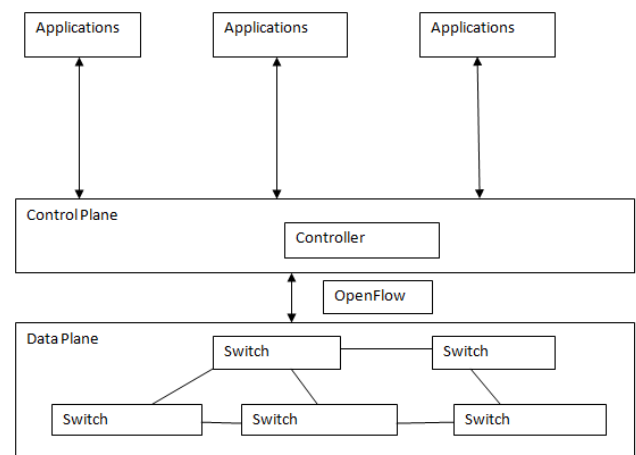 Applications
Applications
Applications
Control Plane
Controller
OpenFlow
Data Plane
Switch
Switch
Switch
Switch
Switch